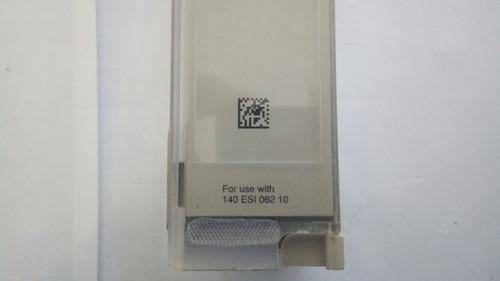 For use with
140 ESI 062 10